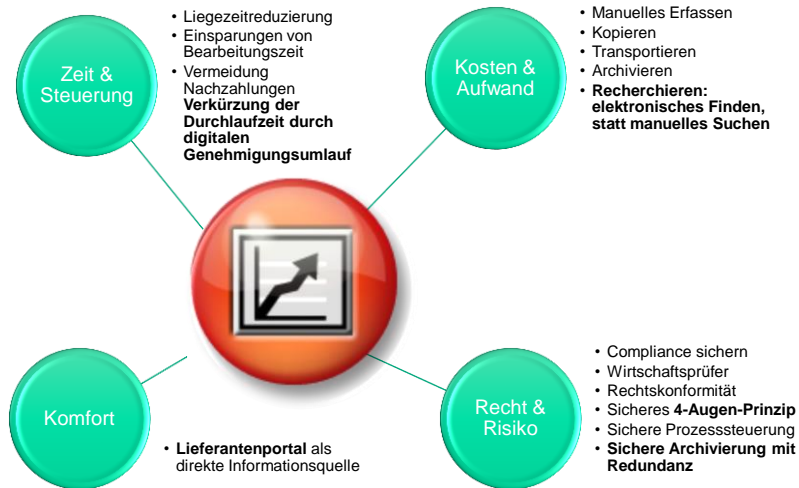 Zeit &
Steuerung
• Liegezeitreduzierung
• Einsparungen von
Bearbeitungszeit
• Vermeidung
Nachzahlungen
Verkürzung der
Durchlaufzeit durch
digitalen
Genehmigungsumlauf
Kosten &
Aufwand
• Manuelles Erfassen
• Kopieren
• Transportieren
• Archivieren
• Recherchieren:
elektronisches Finden,
statt manuelles Suchen
Komfort
• Lieferantenportal als
direkte Informationsquelle
Recht &
Risiko
• Compliance sichern
• Wirtschaftsprüfer
• Rechtskonformität
• Sicheres 4-Augen-Prinzip
• Sichere Prozesssteuerung
• Sichere Archivierung mit
Redundanz